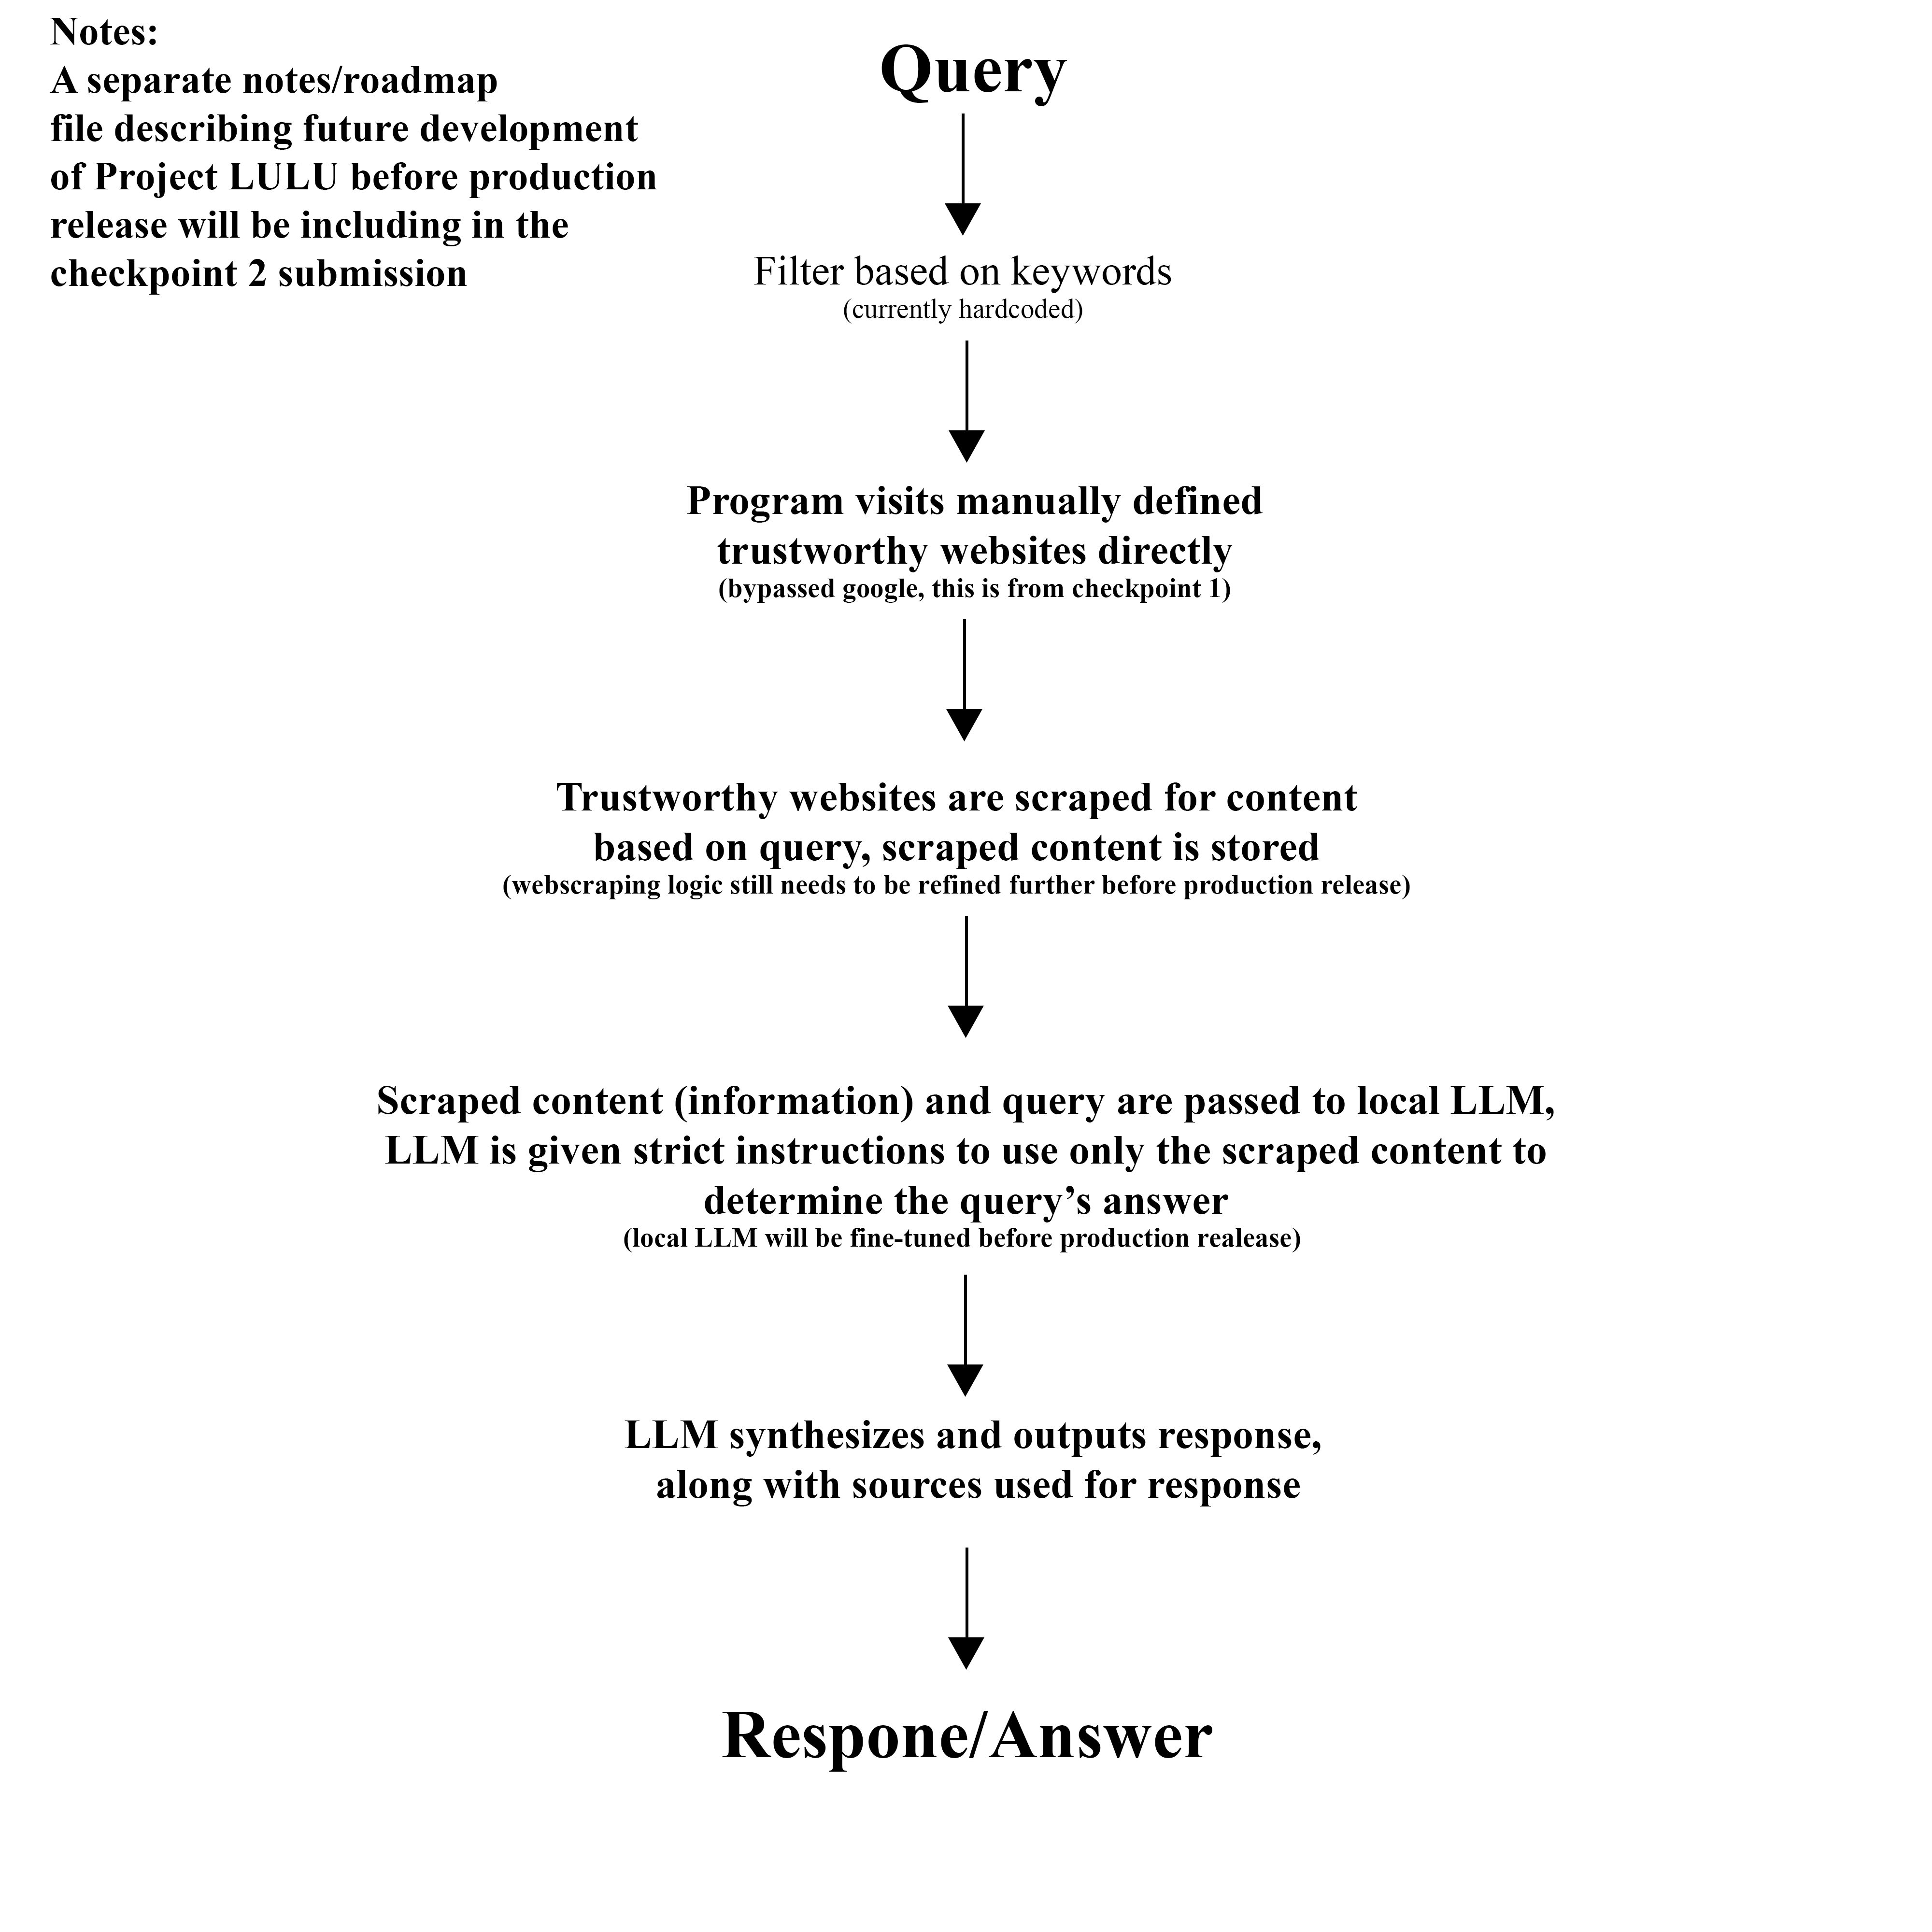 Notes:
A separate notes/roadmap
file describing future development
of Project LULU before production
release will be including in the
checkpoint 2 submission
Query
Filter based on keywords
(currently hardcoded)
Program visits manually defined
trustworthy websites directly
(bypassed google, this is from checkpoint 1)
Trustworthy websites are scraped for content
based on query, scraped content is stored
(webscraping logic still needs to be refined further before production release)
Scraped content (information) and query are passed to local LLM,
LLM is given strict instructions to use only the scraped content to
determine the query’s answer
(local LLM will be fine-tuned before production realease)
LLM synthesizes and outputs response,
along with sources used for response
Respone/Answer